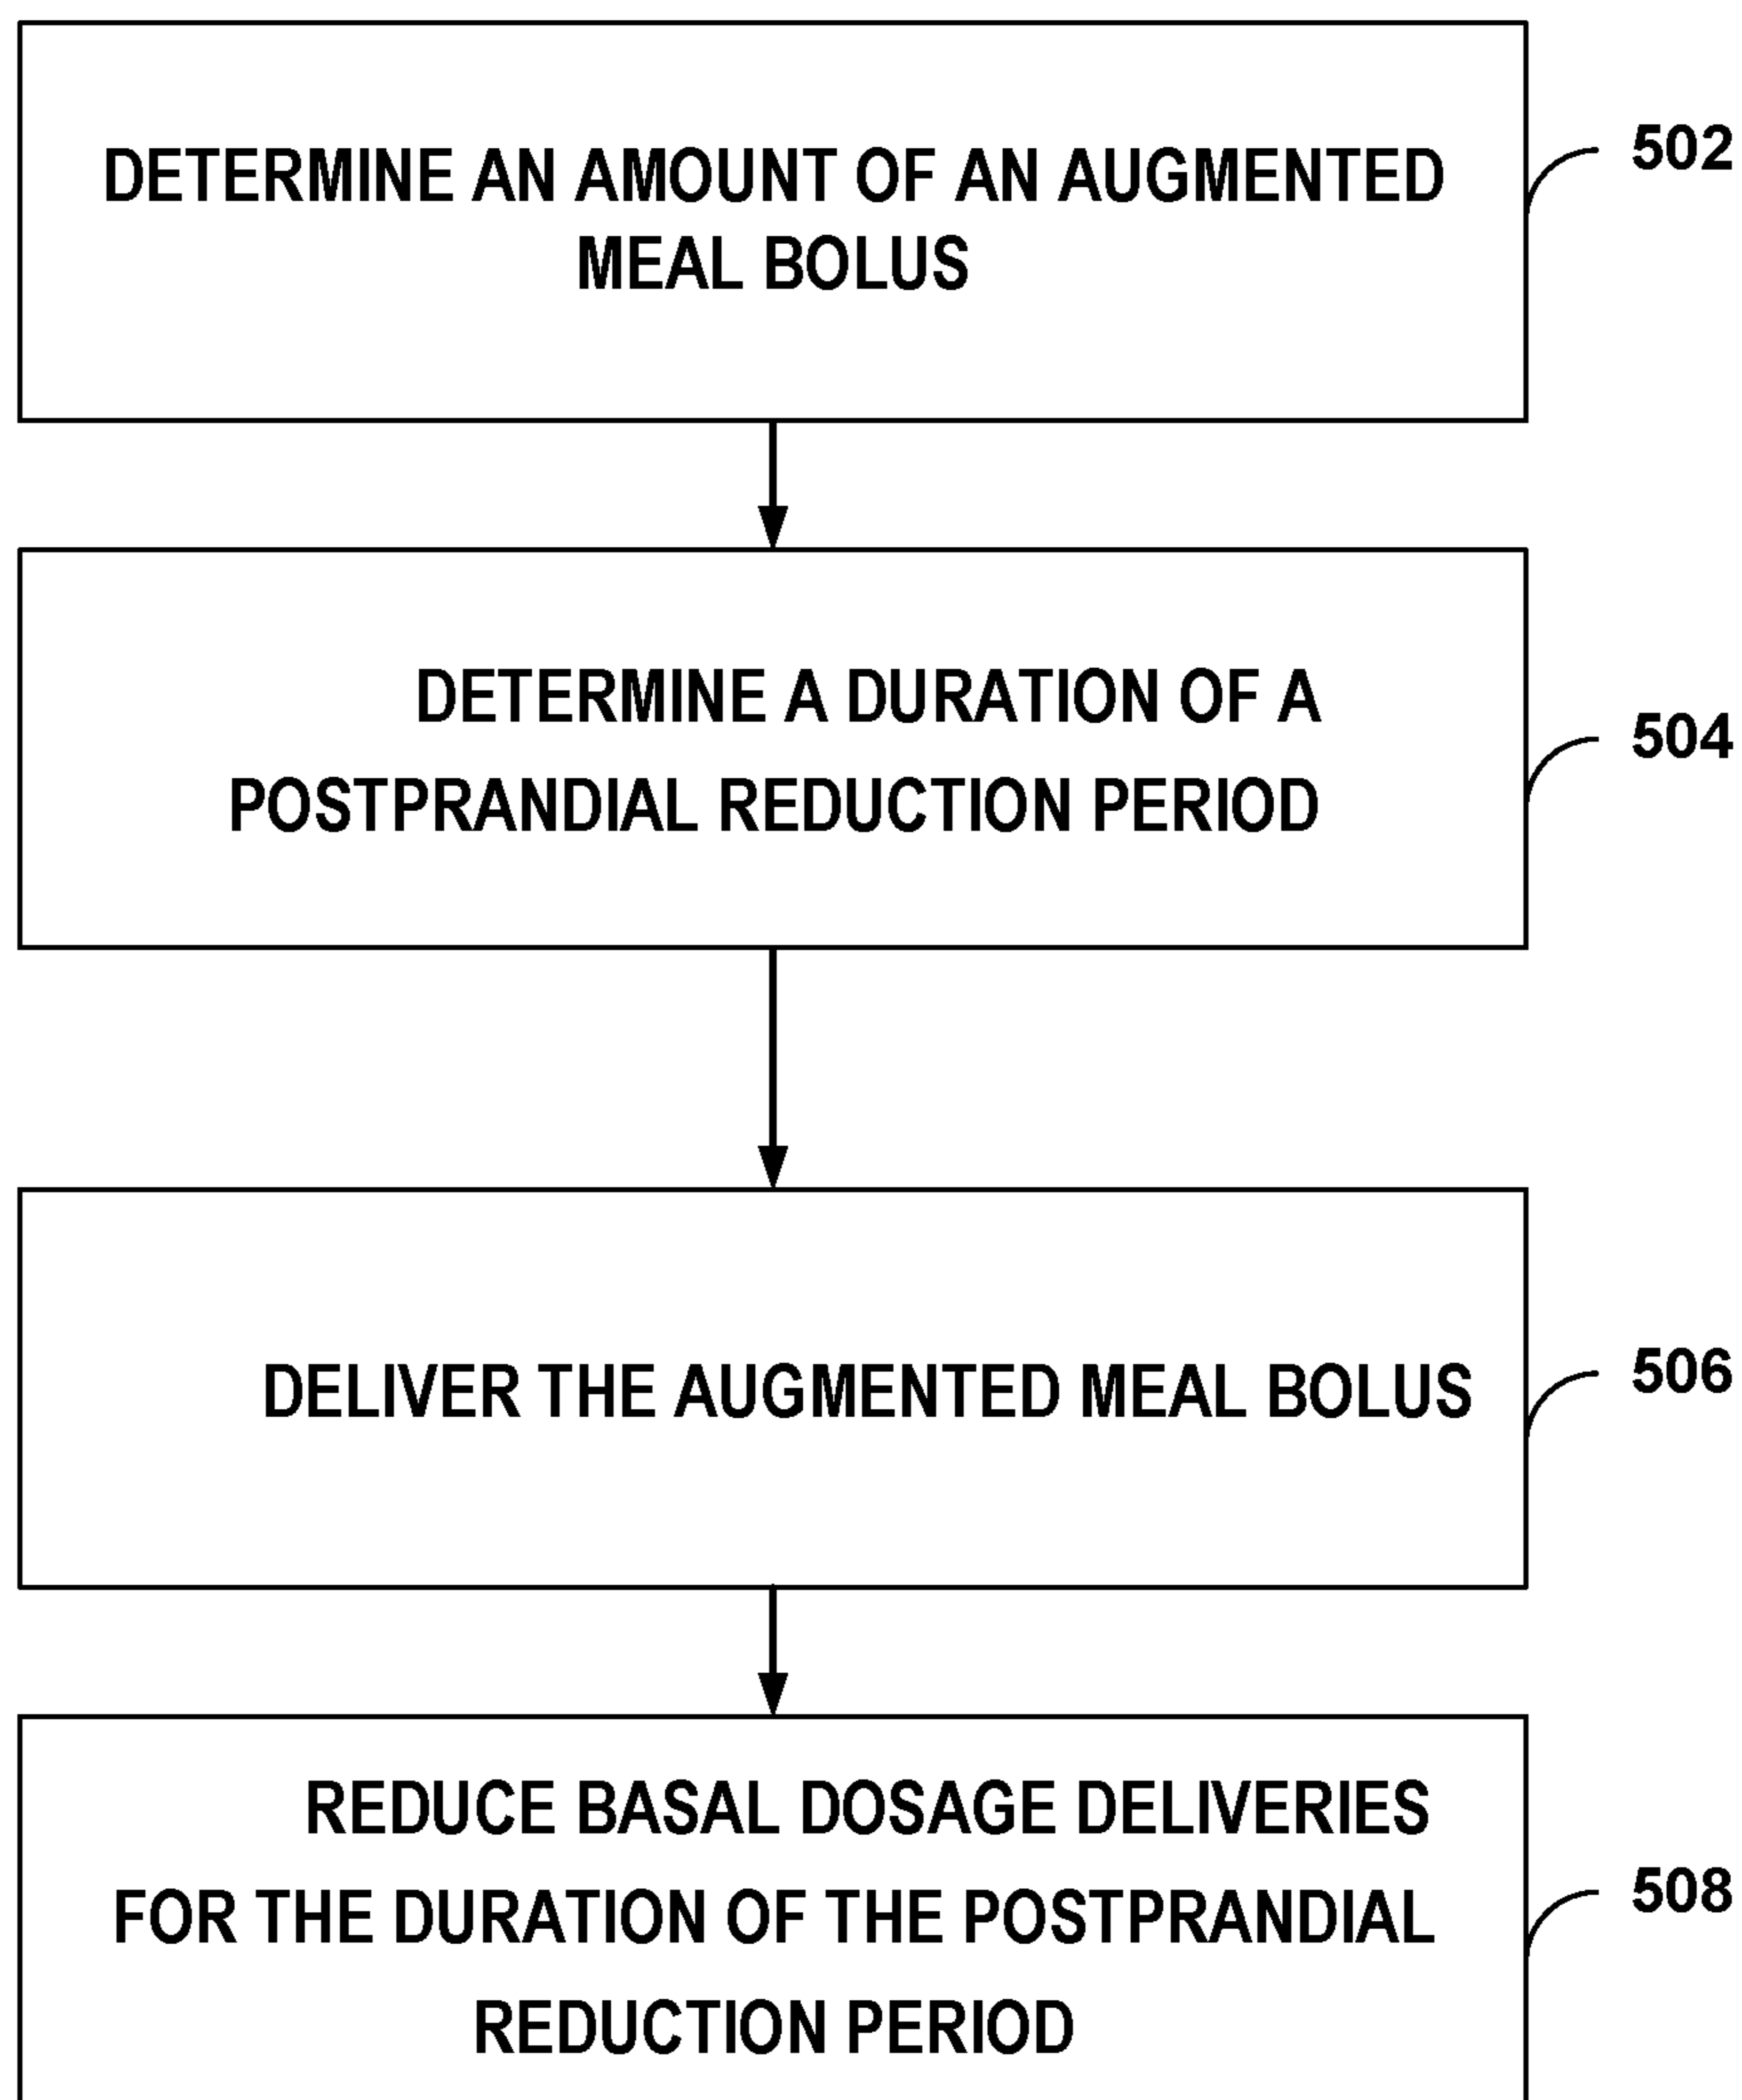 DETERMINE AN AMOUNT OF AN AUGMENTED
MEAL BOLUS
502
DETERMINE A DURATION OF A
POSTPRANDIAL REDUCTION PERIOD
504
DELIVER THE AUGMENTED MEAL BOLUS
506
REDUCE BASAL DOSAGE DELIVERIES
FOR THE DURATION OF THE POSTPRANDIAL
REDUCTION PERIOD
508